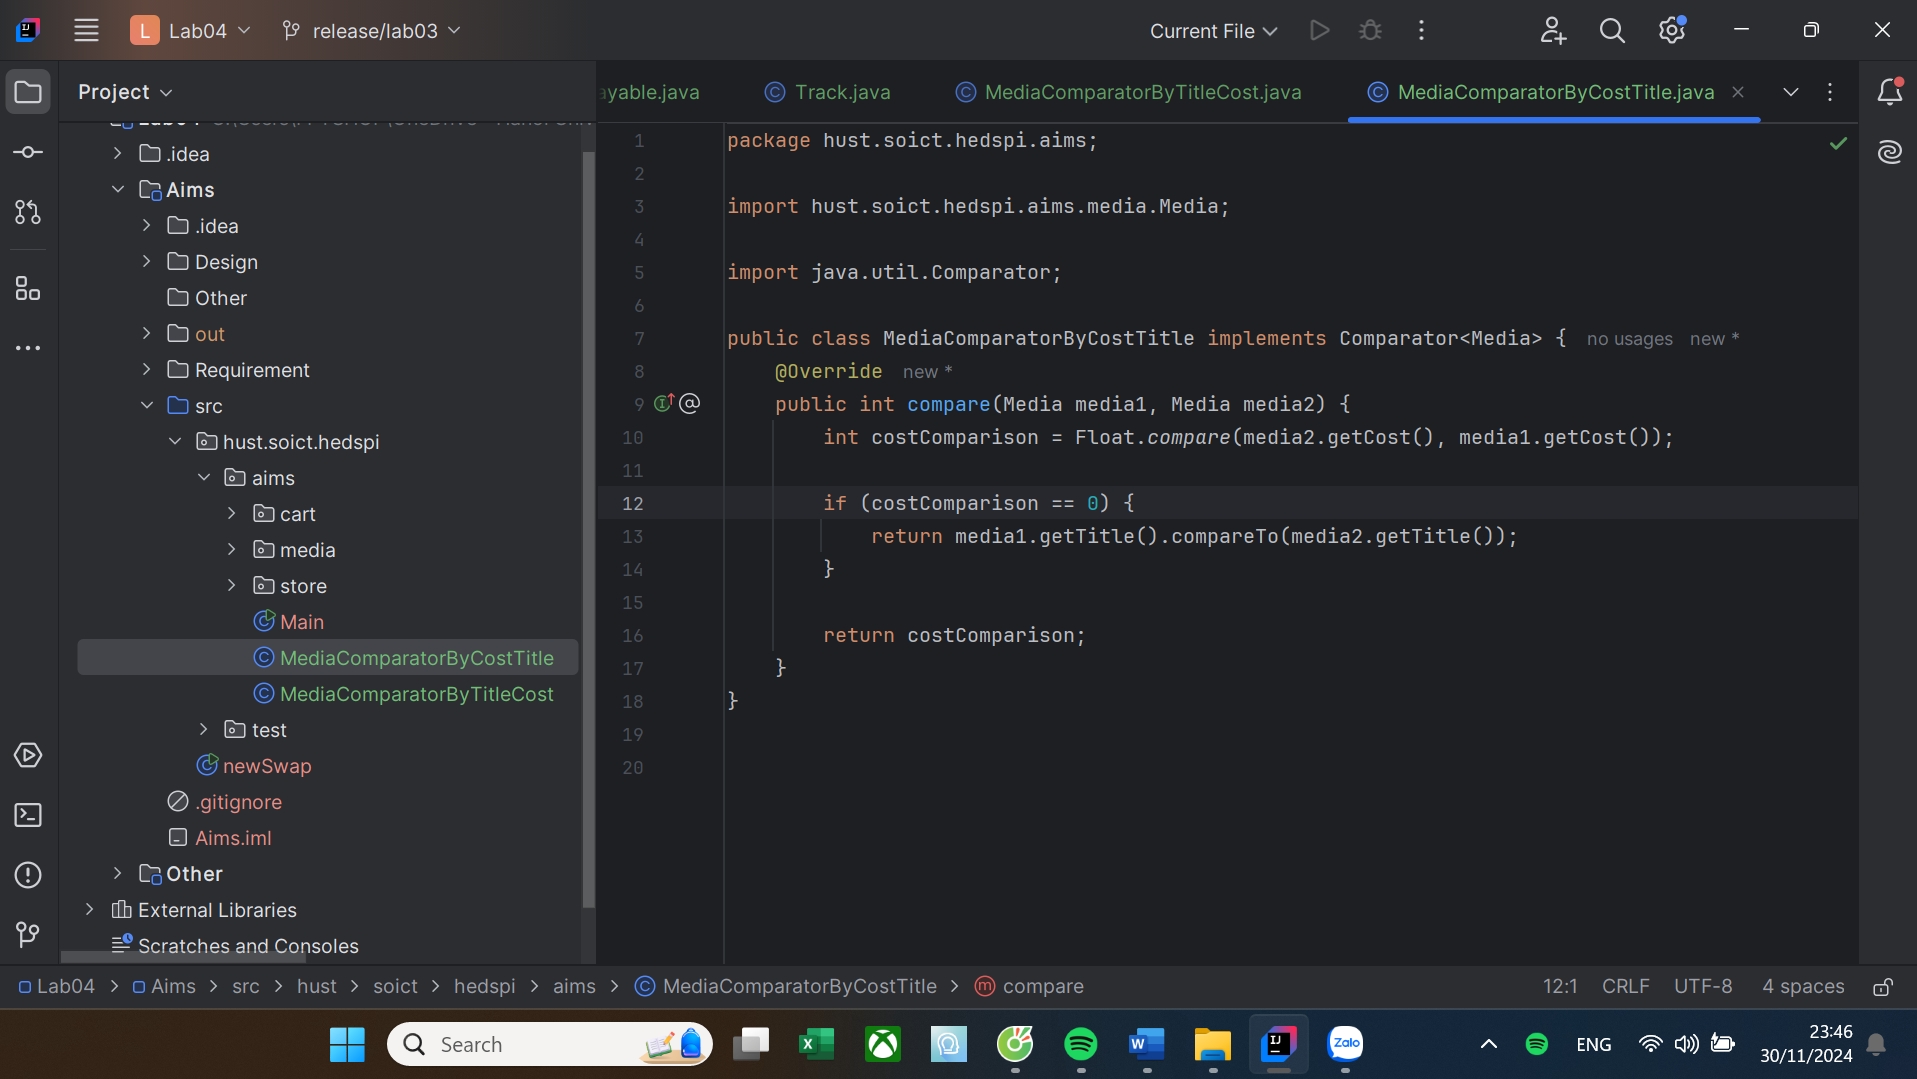 L Lab04 release/lab03 Current File
Project
ayable.java Track.java MediaComparatorByTitleCost.java MediaComparatorByCostTitle.java
.idea
Aims
.idea
Design
Other
out
Requirement
src
hust.soict.hedspi
aims
cart
media
store
Main
MediaComparatorByCostTitle
MediaComparatorByTitleCost
test
newSwap
.gitignore
Aims.iml
Other
External Libraries
Scratches and Consoles
1 package hust.soict.hedspi.aims;
2
3 import hust.soict.hedspi.aims.media.Media;
4
5 import java.util.Comparator;
6
7 public class MediaComparatorByCostTitle implements Comparator<Media> { no usages new *
8 @Override new *
9 public int compare(Media media1, Media media2) {
10 int costComparison = Float.compare(media2.getCost(), media1.getCost());
11
12 if (costComparison == 0) {
13 return media1.getTitle().compareTo(media2.getTitle());
14 }
15
16 return costComparison;
17 }
18 }
19
20
Lab04 > Aims > src > hust > soict > hedspi > aims > MediaComparatorByCostTitle > compare 12:1 CRLF UTF-8 4 spaces
Search Zalo ENG 23:46
30/11/2024